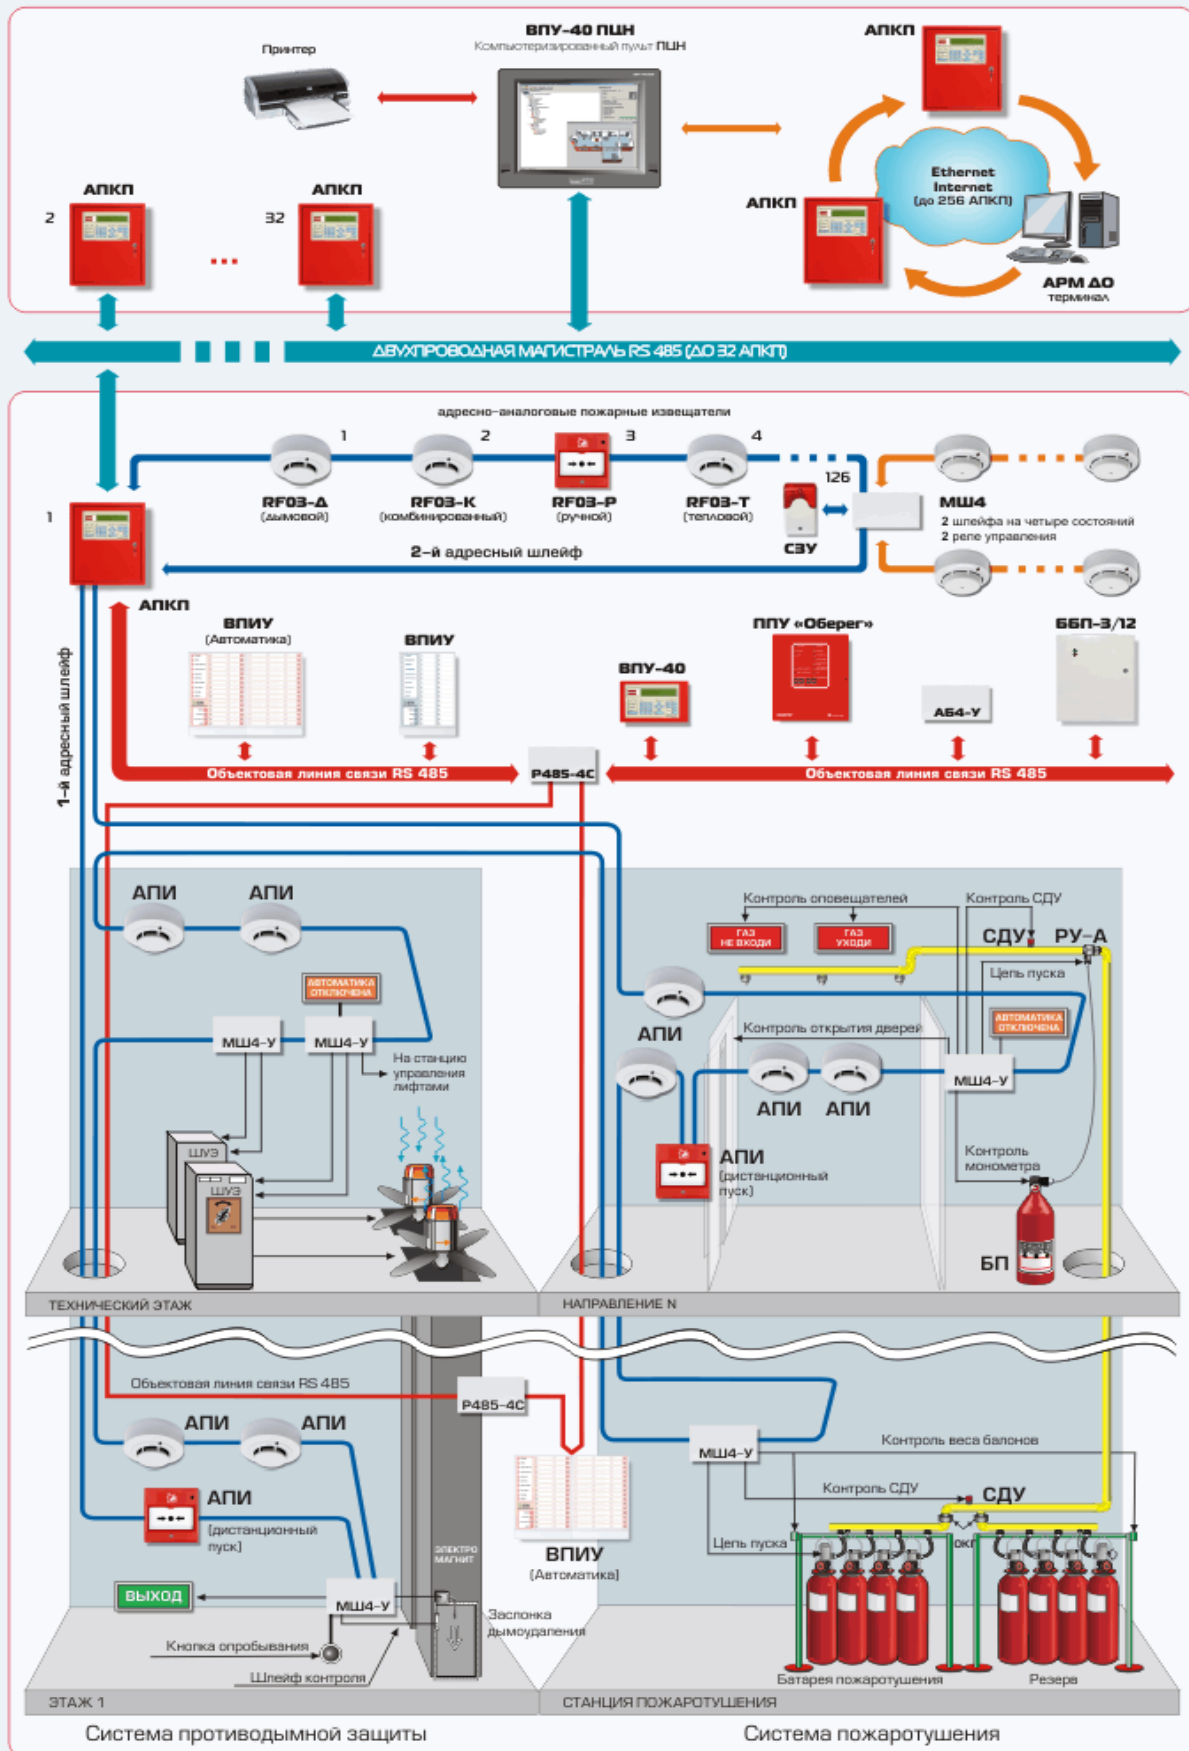 Принтер
ВПУ-40 ПЦН
Компьютеризированный пульт ПЦН
АПКП
Ethernet
Internet
(до 256 АПКП)
АПКП
АРМ ДО
терминал
АПКП
2
АПКП
32
ДВУХПРОВОДНАЯ МАГИСТРАЛЬ RS 485 (ДО 32 АПКП)
адресно-аналоговые пожарные извещатели
1
2
3
4
126
RF03-Д
(дымовой)
RF03-К
(комбинированный)
RF03-Р
(ручной)
RF03-Т
(тепловой)
СЗУ
МШ4
2 шлейфа на четыре состояний
2 реле управления
1
2-й адресный шлейф
АПКП
1-й адресный шлейф
ВПИУ
(Автоматика)
ВПИУ
ВПУ-40
ППУ «Оберег»
АБ4-У
ББП-3/12
Объектовая линия связи RS 485
Р485-4С
Объектовая линия связи RS 485
АПИ
АПИ
АВТОМАТИКА
ОТКЛЮЧЕНА
МШ4-У
МШ4-У
На станцию
управления
лифтами
ШУЭ
ШУЭ
ТЕХНИЧЕСКИЙ ЭТАЖ
Контроль оповещателей
Контроль СДУ
ГАЗ
НЕ ВХОДИ
ГАЗ
УХОДИ
СДУ
РУ-А
Цепь пуска
АПИ
АВТОМАТИКА
ОТКЛЮЧЕНА
Контроль открытия дверей
МШ4-У
АПИ
АПИ
АПИ
(дистанционный
пуск)
Контроль
монометра
БП
НАПРАВЛЕНИЕ N
Объектовая линия связи RS 485
Р485-4С
АПИ
АПИ
АПИ
(дистанционный
пуск)
ЭЛЕКТРО
МАГНИТ
ВПИУ
(Автоматика)
ВЫХОД
МШ4-У
Заслонка
дымоудаления
Кнопка опробывания
Шлейф контроля
ЭТАЖ 1
МШ4-У
Контроль веса балонов
Контроль СДУ
СДУ
Цепь пуска
Батарея пожаротушения
Резерв
СТАНЦИЯ ПОЖАРОТУШЕНИЯ
Система противодымной защиты
Система пожаротушения